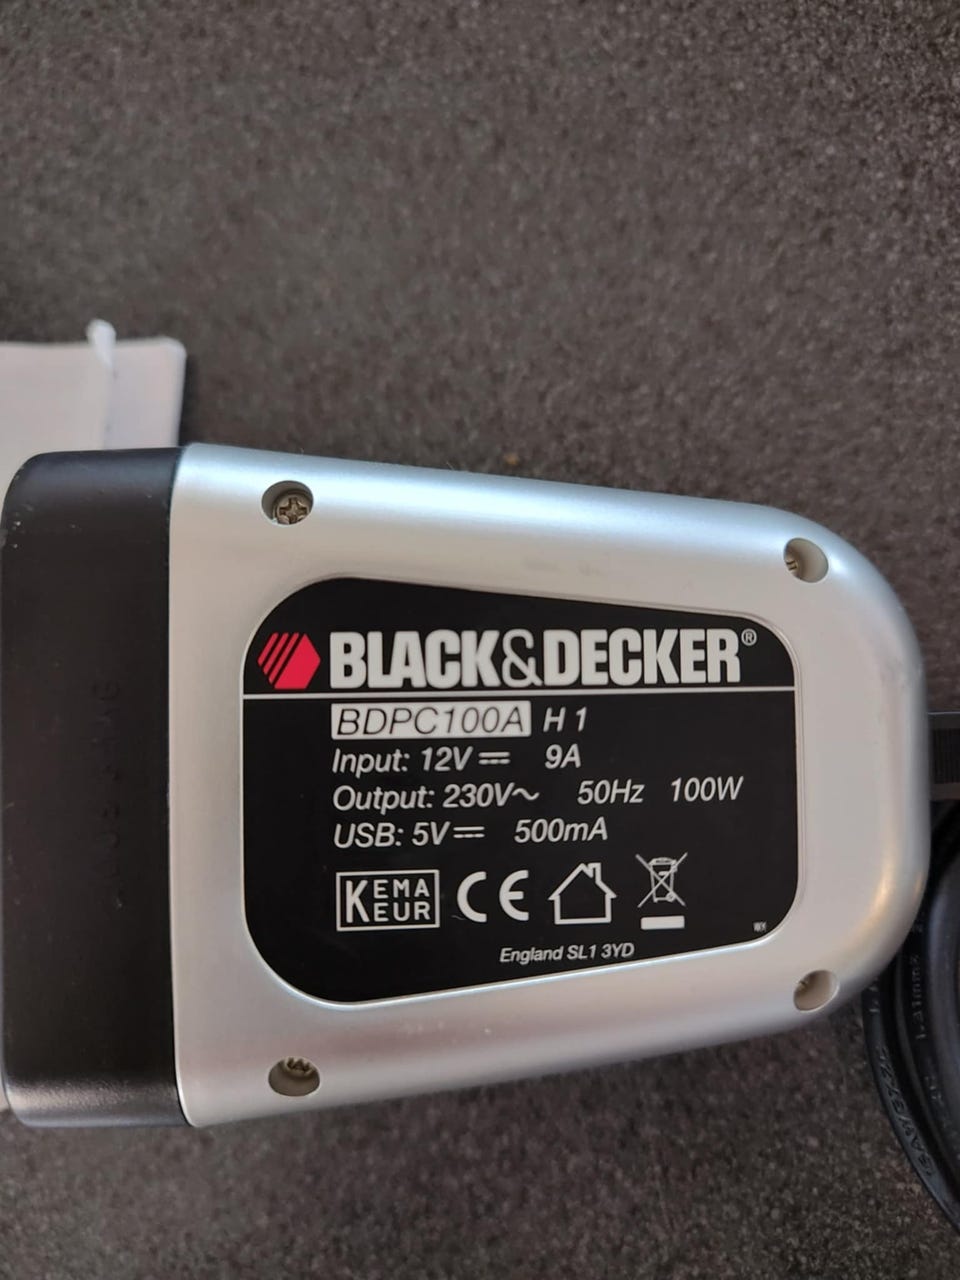 BLACK&DECKER®
BDPC100A H 1
Input: 12V⎓ 9A
Output: 230V~ 50Hz 100W
USB: 5V⎓ 500mA
KEMA
KEUR
CE
England SL1 3YD